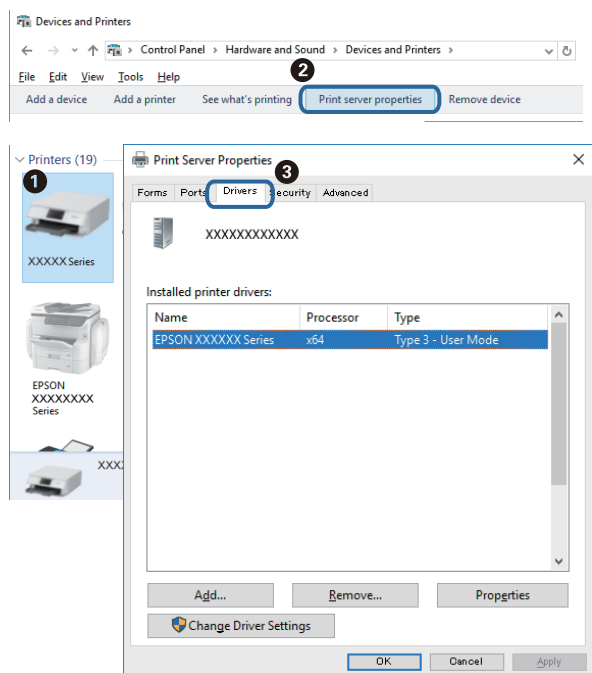 Devices and Printers
Control Panel > Hardware and Sound > Devices and Printers >
File Edit View Tools Help
2
Add a device Add a printer See what's printing Print server properties Remove device
Printers (19)
1
XXXXX Series
EPSON
XXXXXXXX
Series
XXX
Print Server Properties
3
Forms Ports Drivers Security Advanced
XXXXXXXXXXXX
Installed printer drivers:
Name Processor Type
EPSON XXXXXX Series x64 Type 3 - User Mode
Add... Remove... Properties
Change Driver Settings
OK Cancel Apply